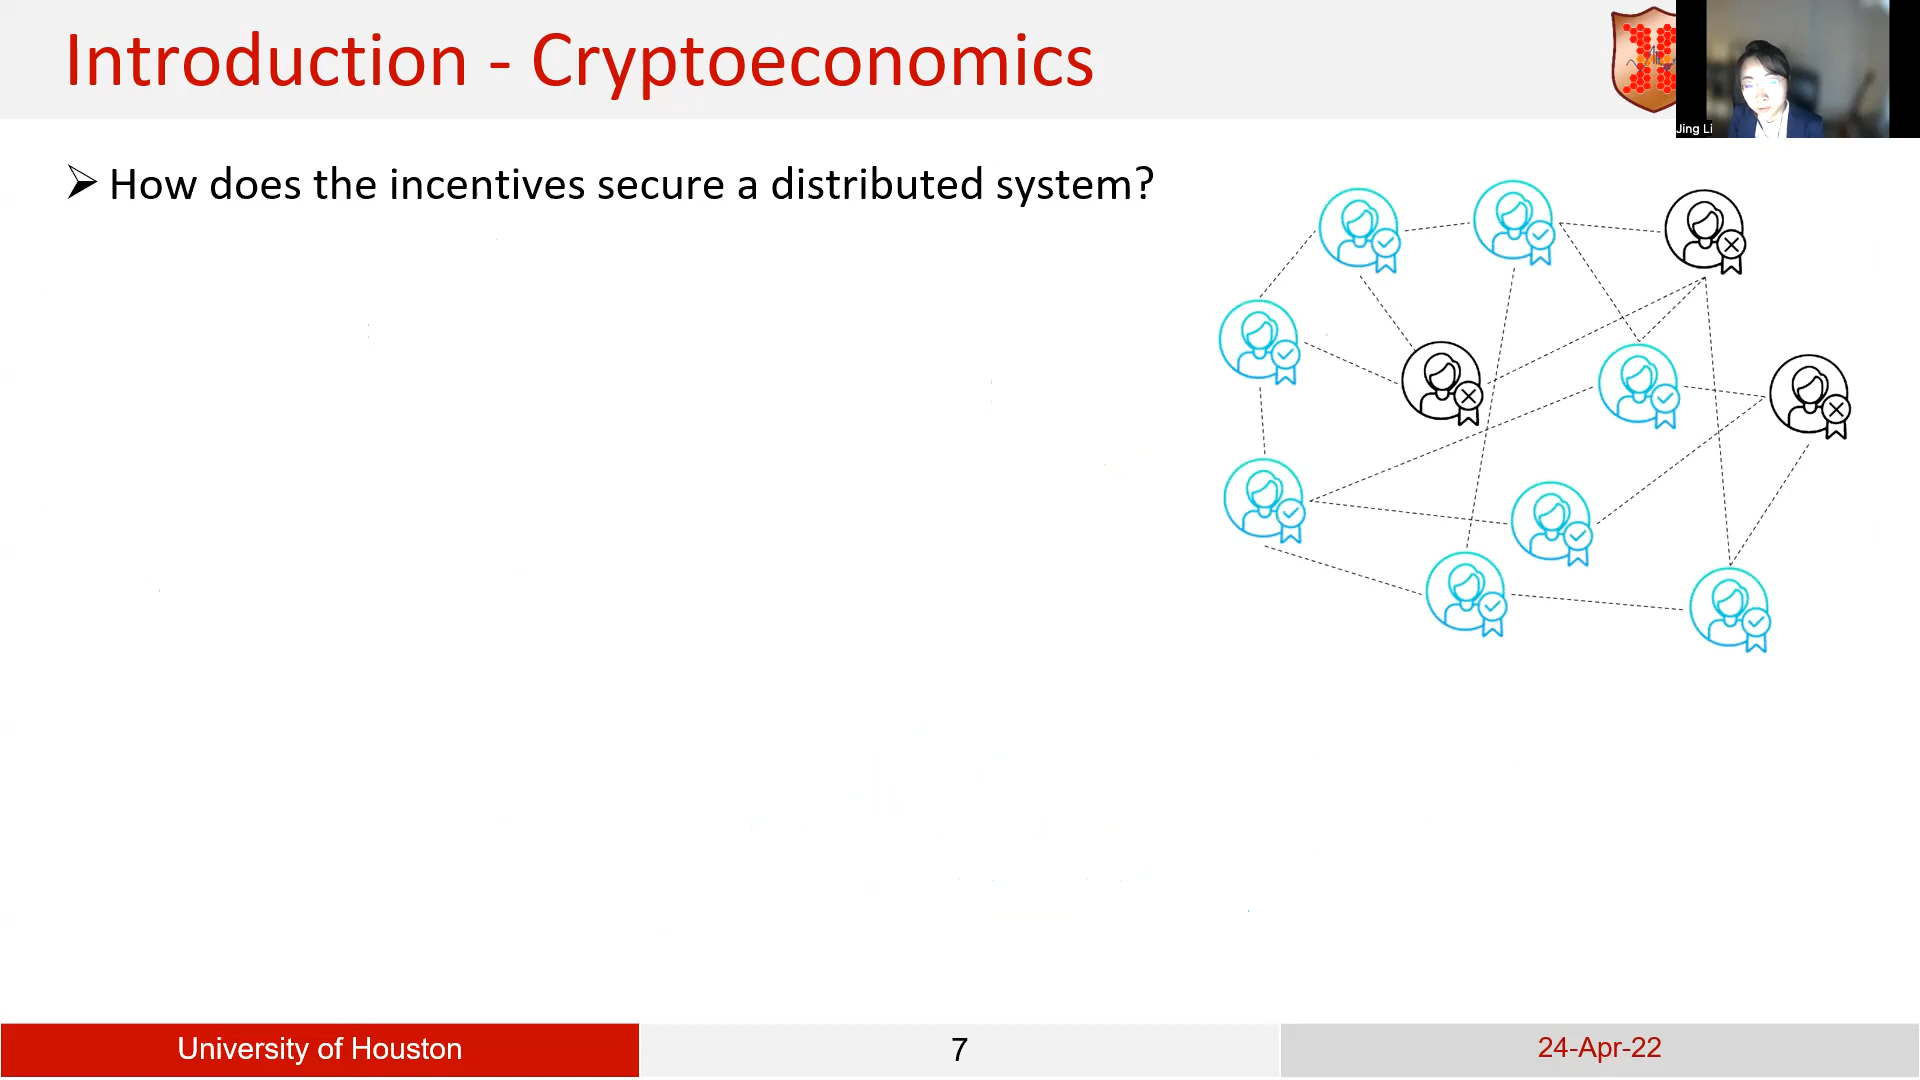 Introduction - Cryptoeconomics
Jing Li
➢ How does the incentives secure a distributed system?
University of Houston
7
24-Apr-22